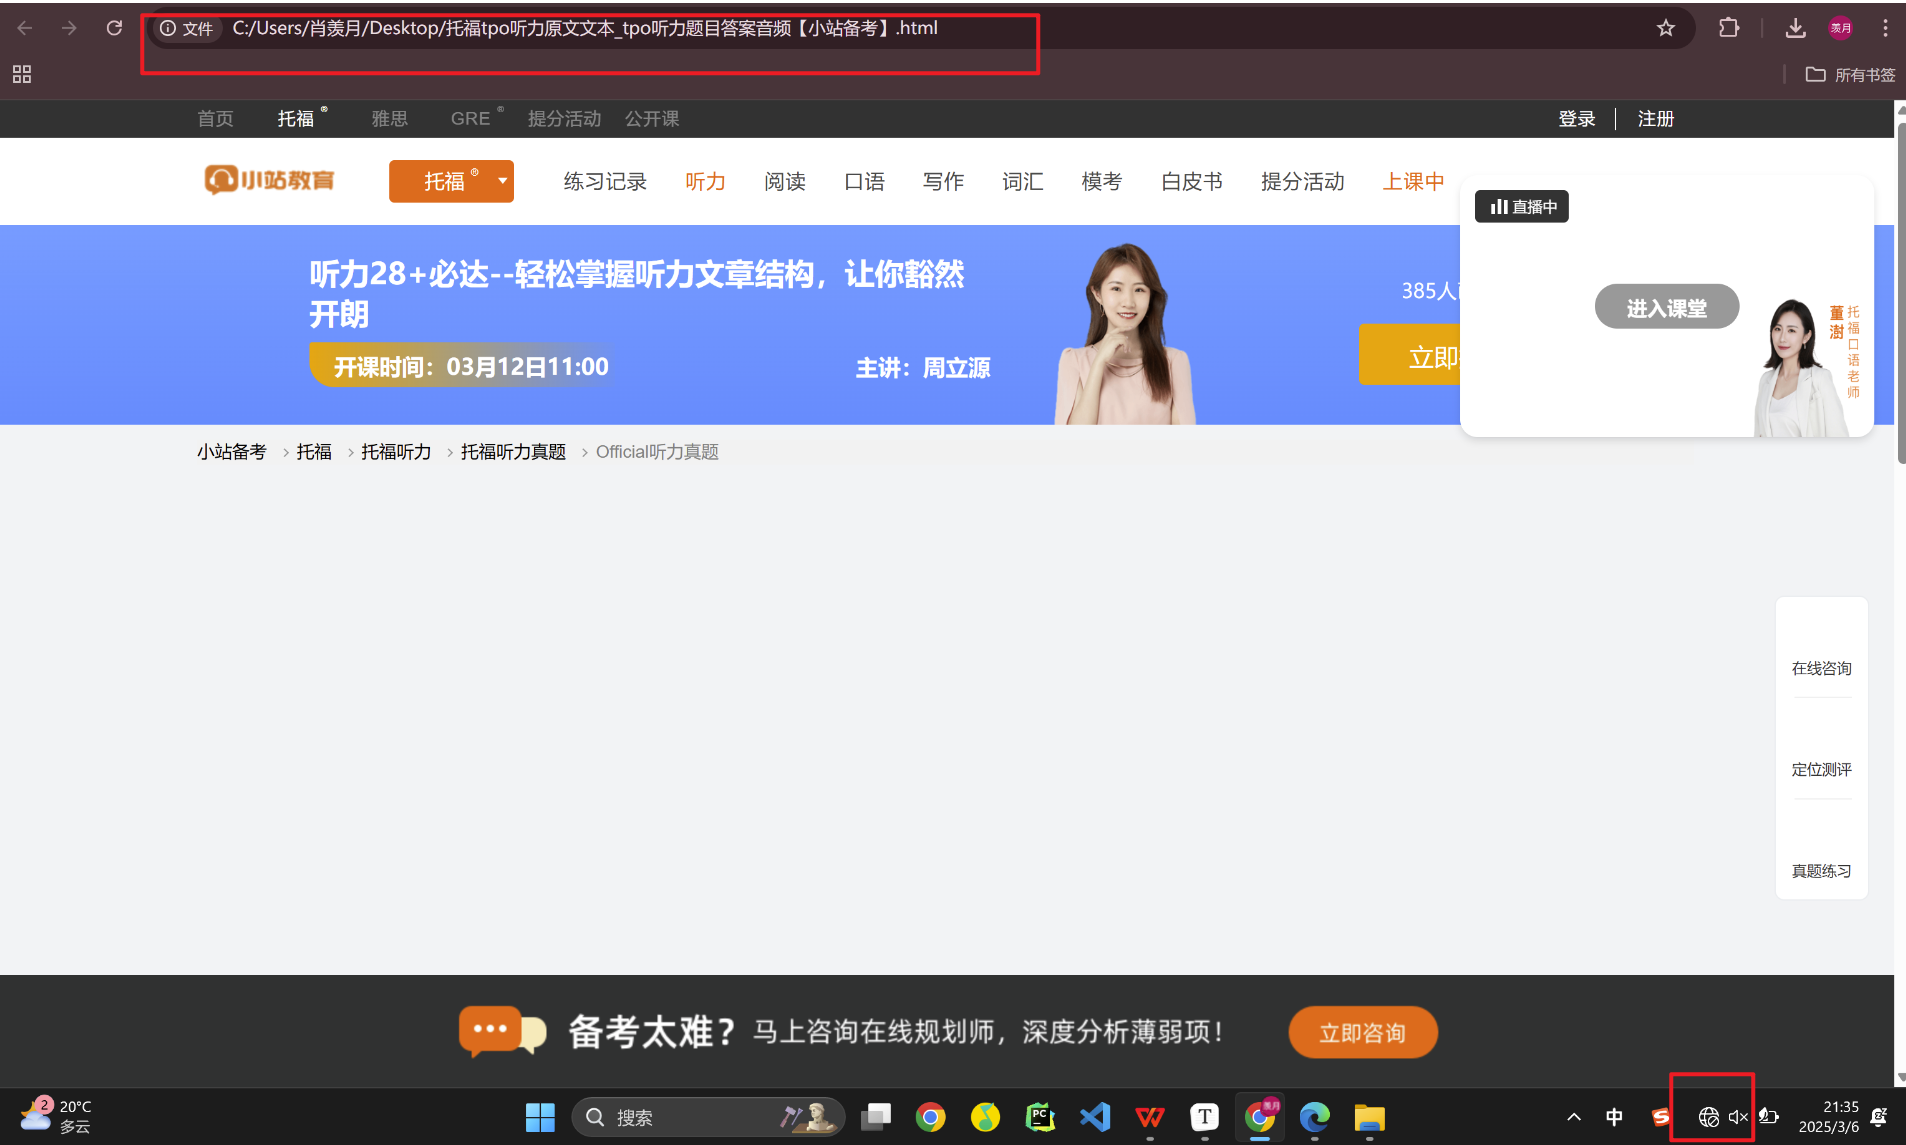 文件 C:/Users/肖羡月/Desktop/托福tpo听力原文文本_tpo听力题目答案音频【小站备考】.html
羡月
所有书签
首页 托福® 雅思 GRE® 提分活动 公开课 登录 注册
小站教育 托福® 练习记录 听力 阅读 口语 写作 词汇 模考 白皮书 提分活动 上课中
直播中
听力28+必达--轻松掌握听力文章结构，让你豁然
开朗
385人
进入课堂
董澍
托福口语老师
开课时间：03月12日11:00
主讲：周立源
立即
小站备考 > 托福 > 托福听力 > 托福听力真题 > Official听力真题
在线咨询
定位测评
真题练习
备考太难？马上咨询在线规划师，深度分析薄弱项！ 立即咨询
2
20°C
多云
搜索
PC
T
羡月
中
21:35
2025/3/6